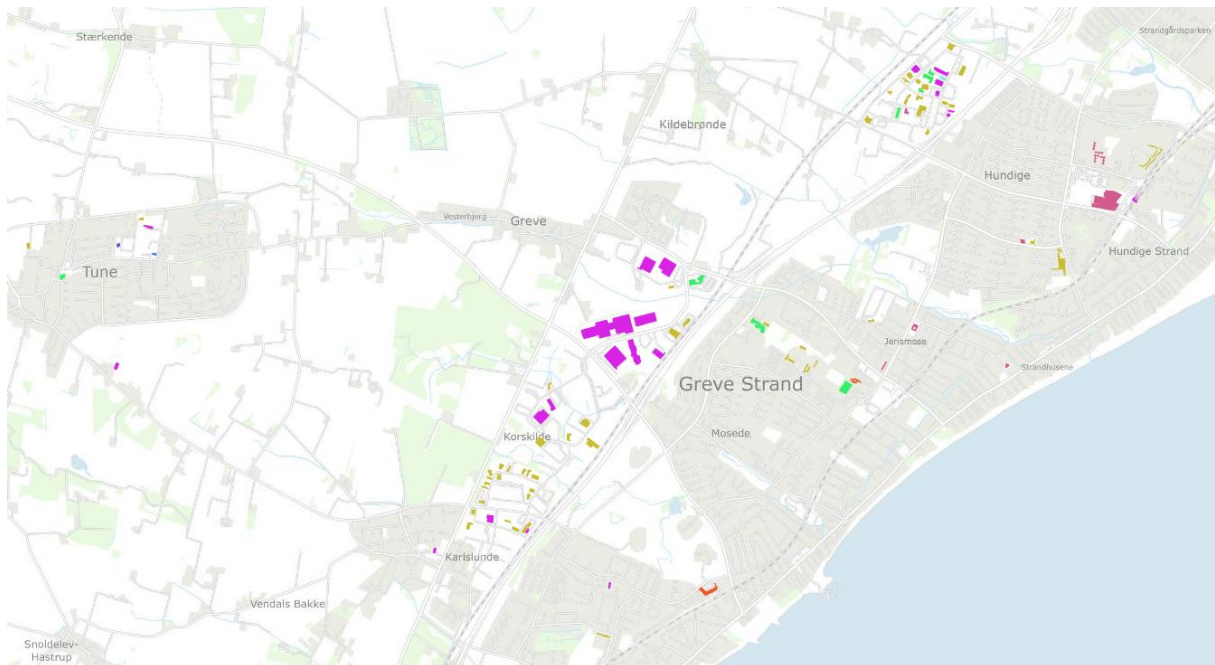 Strandgårdsparken
Stærkende
Kildebrønde
Hundige
Vesterbjerg
Greve
Hundige Strand
Tune
Jerismose
Strandhusene
Greve Strand
Mosede
Korskilde
Karlslunde
Vendals Bakke
Snoldelev-
Hastrup